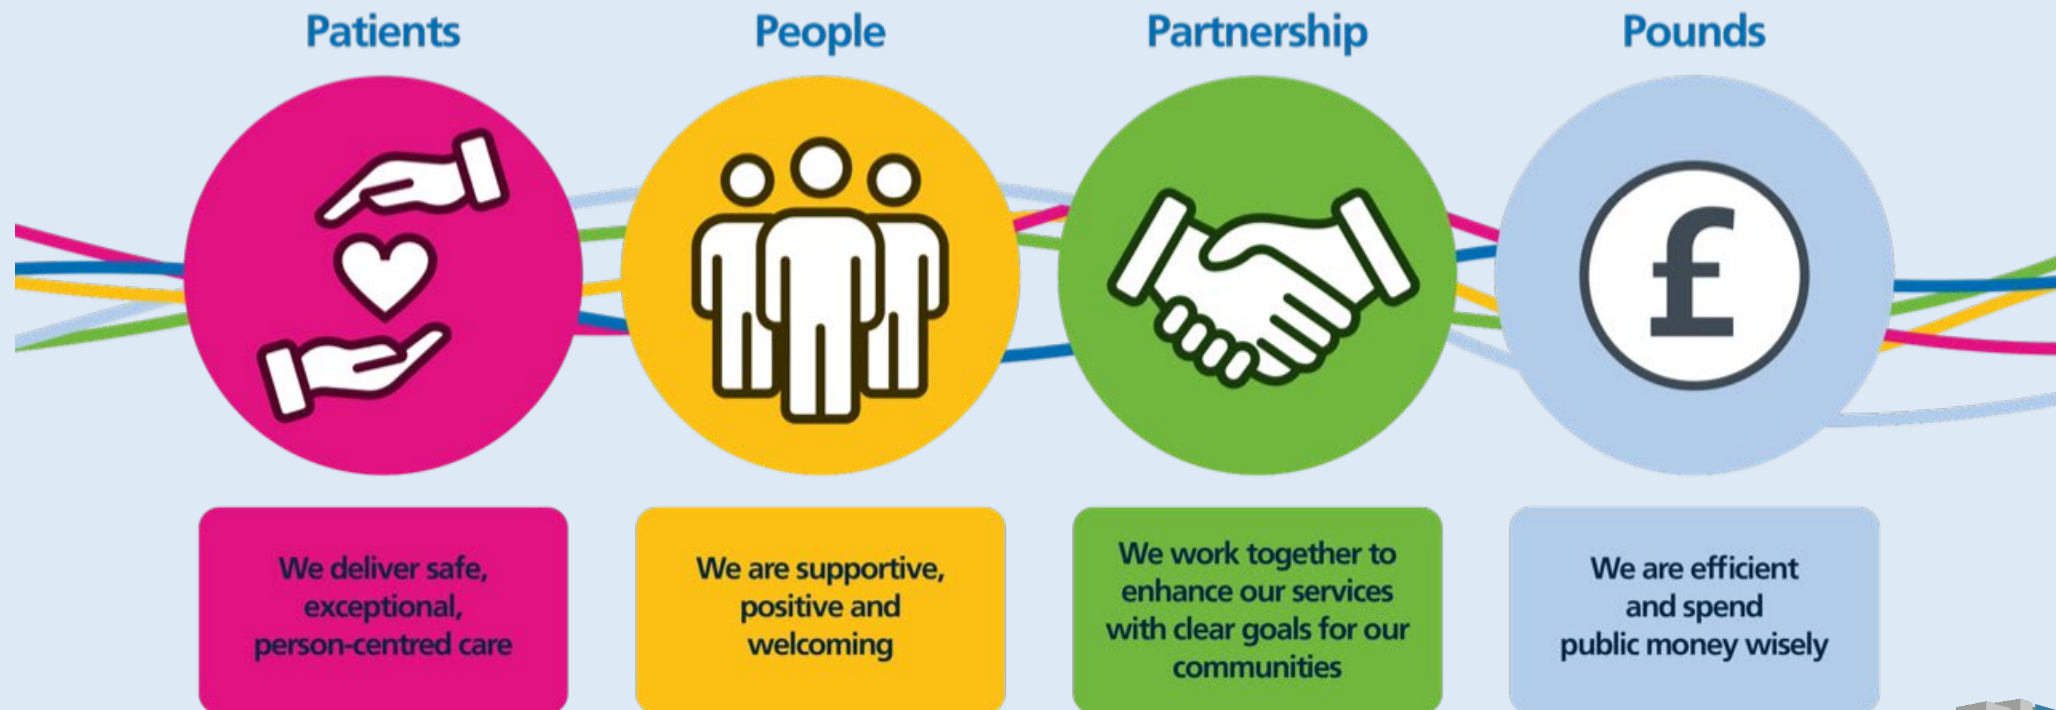 Patients
People
Partnership
Pounds
£
We deliver safe,
exceptional,
person-centred care
We are supportive,
positive and
welcoming
We work together to
enhance our services
with clear goals for our
communities
We are efficient
and spend
public money wisely